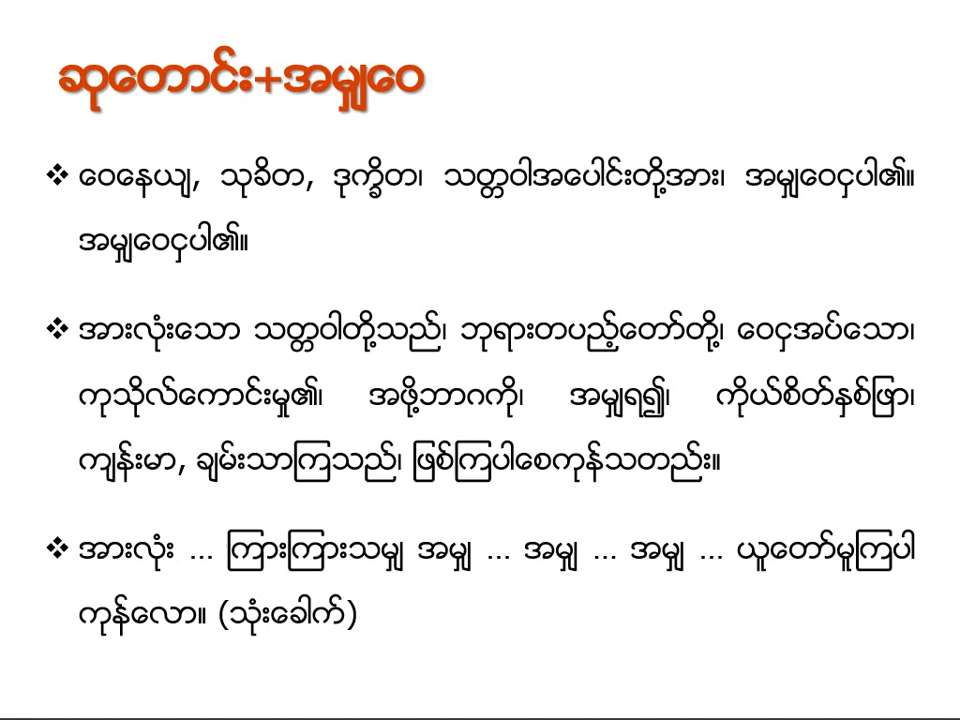 ဆုတောင်း+အမျှဝေ
❖ ဝေနေယျ, သုခိတ, ဒုက္ခိတ၊ သတ္တဝါအပေါင်းတို့အား၊ အမျှဝေငှပါ၏။
အမျှဝေငှပါ၏။
❖ အားလုံးသော သတ္တဝါတို့သည်၊ ဘုရားတပည့်တော်တို့၊ ဝေငှအပ်သော၊
ကုသိုလ်ကောင်းမှု၏၊ အဖို့ဘာဂကို၊ အမျှရ၍၊ ကိုယ်စိတ်နှစ်ဖြာ၊
ကျန်းမာ, ချမ်းသာကြသည်၊ ဖြစ်ကြပါစေကုန်သတည်း။
❖ အားလုံး ... ကြားကြားသမျှ အမျှ ... အမျှ ... အမျှ ... ယူတော်မူကြပါ
ကုန်လော။ (သုံးခေါက်)